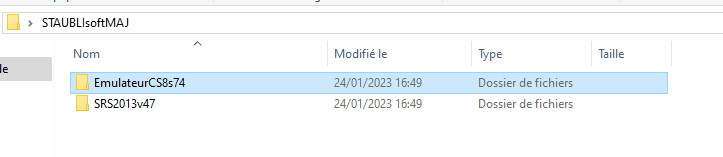 STAUBLIsoftMAJ
Nom Modifié le Type Taille
EmulateurCS8s74 24/01/2023 16:49 Dossier de fichiers
SRS2013v47 24/01/2023 16:49 Dossier de fichiers